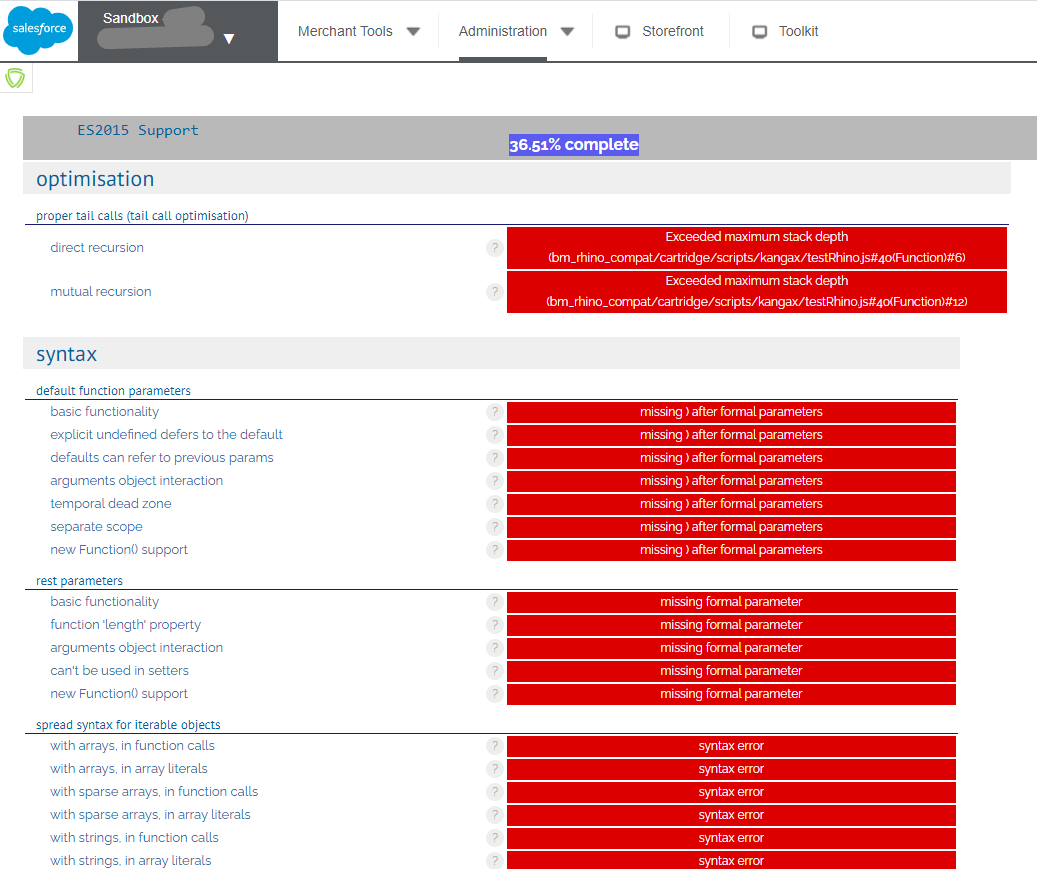 salesforce
Sandbox
Merchant Tools
Administration
Storefront
Toolkit
ES2015 Support
36.51% complete
optimisation
proper tail calls (tail call optimisation)
direct recursion
?
Exceeded maximum stack depth
(bm_rhino_compat/cartridge/scripts/kangax/testRhino.js#40(Function)#6)
mutual recursion
?
Exceeded maximum stack depth
(bm_rhino_compat/cartridge/scripts/kangax/testRhino.js#40(Function)#12)
syntax
default function parameters
basic functionality ? missing ) after formal parameters
explicit undefined defers to the default ? missing ) after formal parameters
defaults can refer to previous params ? missing ) after formal parameters
arguments object interaction ? missing ) after formal parameters
temporal dead zone ? missing ) after formal parameters
separate scope ? missing ) after formal parameters
new Function() support ? missing ) after formal parameters
rest parameters
basic functionality ? missing formal parameter
function 'length' property ? missing formal parameter
arguments object interaction ? missing formal parameter
can't be used in setters ? missing formal parameter
new Function() support ? missing formal parameter
spread syntax for iterable objects
with arrays, in function calls ? syntax error
with arrays, in array literals ? syntax error
with sparse arrays, in function calls ? syntax error
with sparse arrays, in array literals ? syntax error
with strings, in function calls ? syntax error
with strings, in array literals ? syntax error